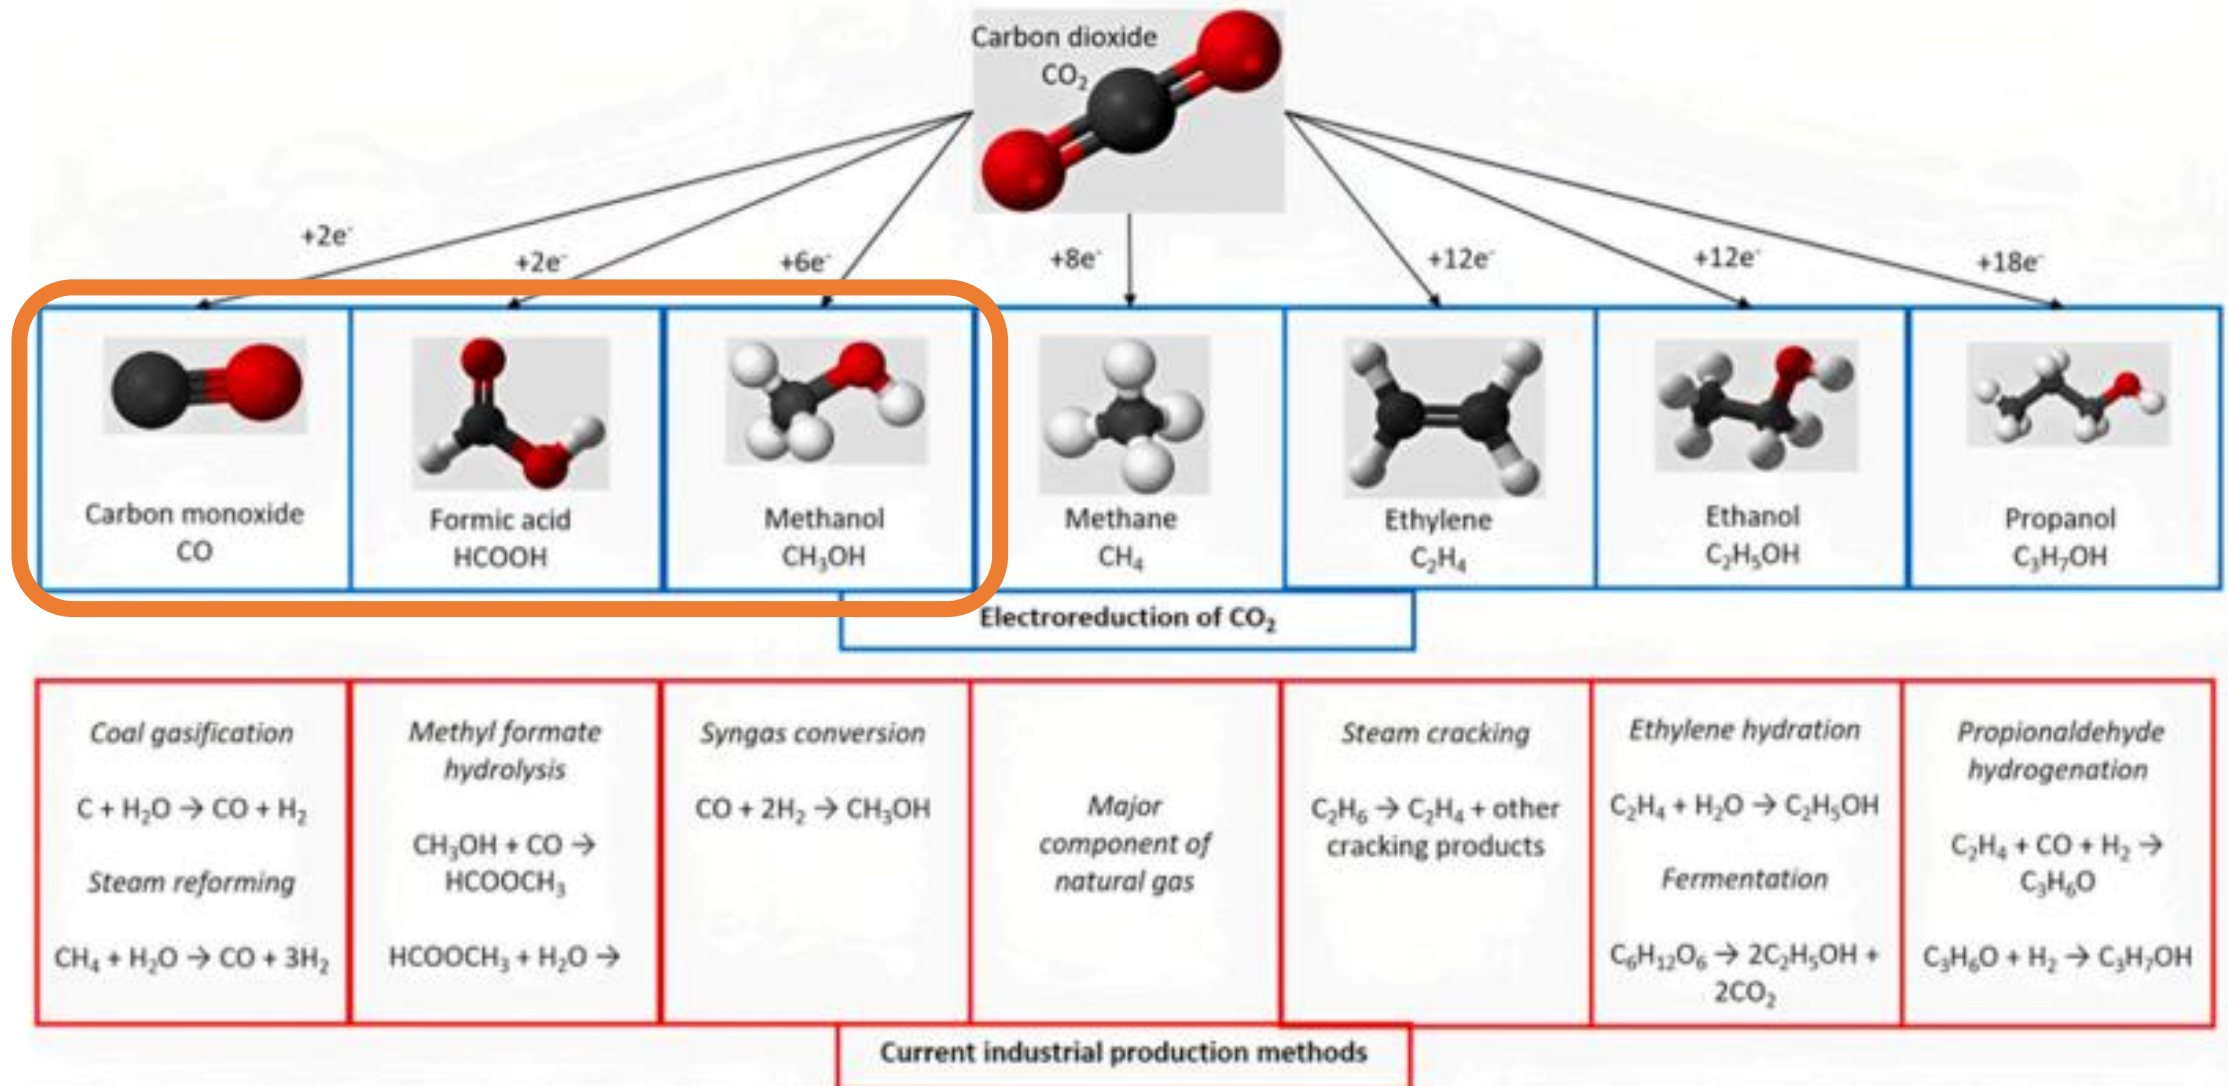 Carbon dioxide
CO₂
+2e⁻
+2e⁻
+6e⁻
+8e⁻
+12e⁻
+12e⁻
+18e⁻
Carbon monoxide
CO
Formic acid
HCOOH
Methanol
CH₃OH
Methane
CH₄
Ethylene
C₂H₄
Ethanol
C₂H₅OH
Propanol
C₃H₇OH
Electroreduction of CO₂
Coal gasification
C + H₂O → CO + H₂
Steam reforming
CH₄ + H₂O → CO + 3H₂
Methyl formate
hydrolysis
CH₃OH + CO →
HCOOCH₃
HCOOCH₃ + H₂O →
Syngas conversion
CO + 2H₂ → CH₃OH
Major
component of
natural gas
Steam cracking
C₂H₆ → C₂H₄ + other
cracking products
Ethylene hydration
C₂H₄ + H₂O → C₂H₅OH
Fermentation
C₆H₁₂O₆ → 2C₂H₅OH +
2CO₂
Propionaldehyde
hydrogenation
C₂H₄ + CO + H₂ →
C₃H₆O
C₃H₆O + H₂ → C₃H₇OH
Current industrial production methods